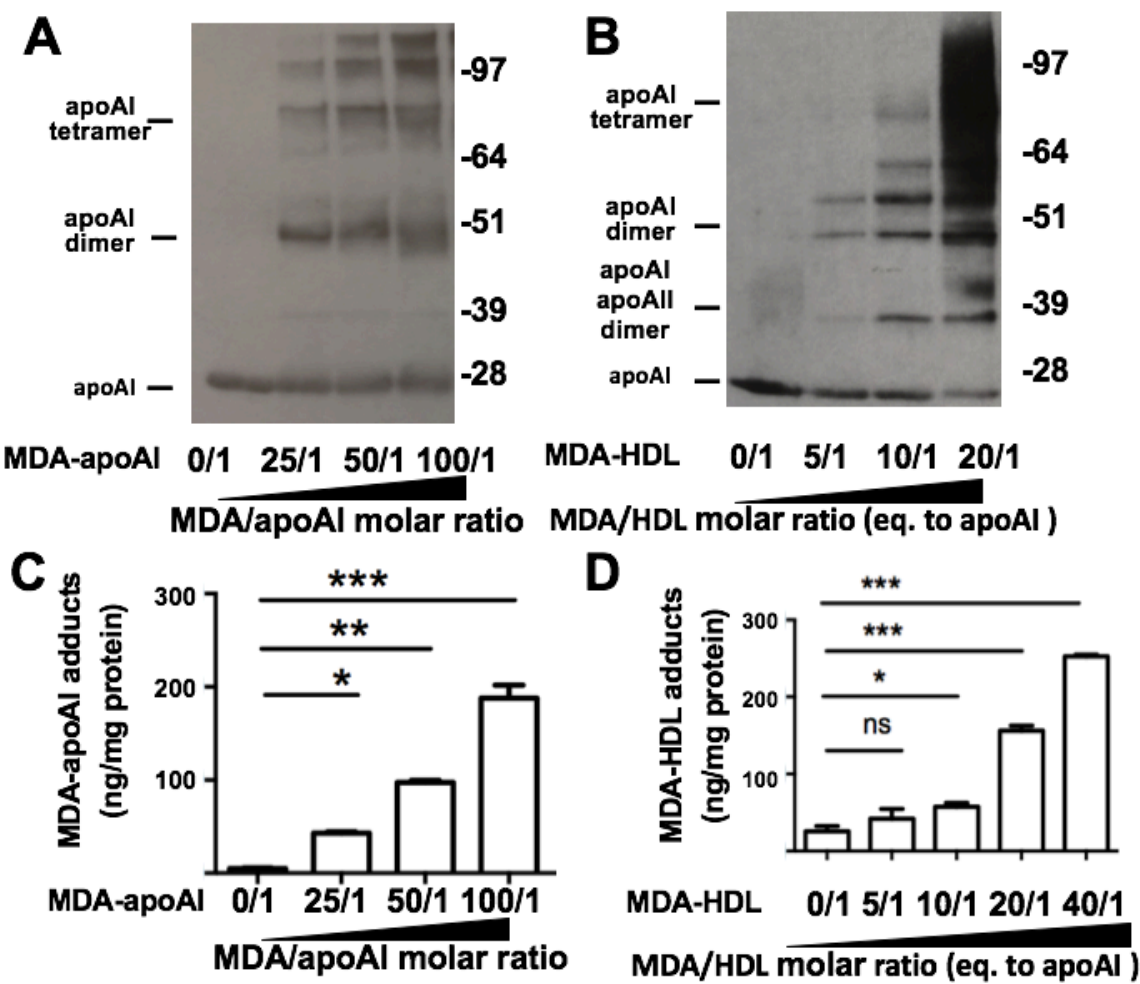 A
apoAI
tetramer
apoAI
dimer
apoAI
-97
-64
-51
-39
-28
MDA-apoAI 0/1 25/1 50/1 100/1
MDA/apoAI molar ratio
B
apoAI
tetramer
apoAI
dimer
apoAI
apoAII
dimer
apoAI
-97
-64
-51
-39
-28
MDA-HDL 0/1 5/1 10/1 20/1
MDA/HDL molar ratio (eq. to apoAI )
C
MDA-apoAI adducts
(ng/mg protein)
300
200
100
***
**
*
MDA-apoAI 0/1 25/1 50/1 100/1
MDA/apoAI molar ratio
D
MDA-HDL adducts
(ng/mg protein)
300
200
100
***
***
*
ns
MDA-HDL 0/1 5/1 10/1 20/1 40/1
MDA/HDL molar ratio (eq. to apoAI )